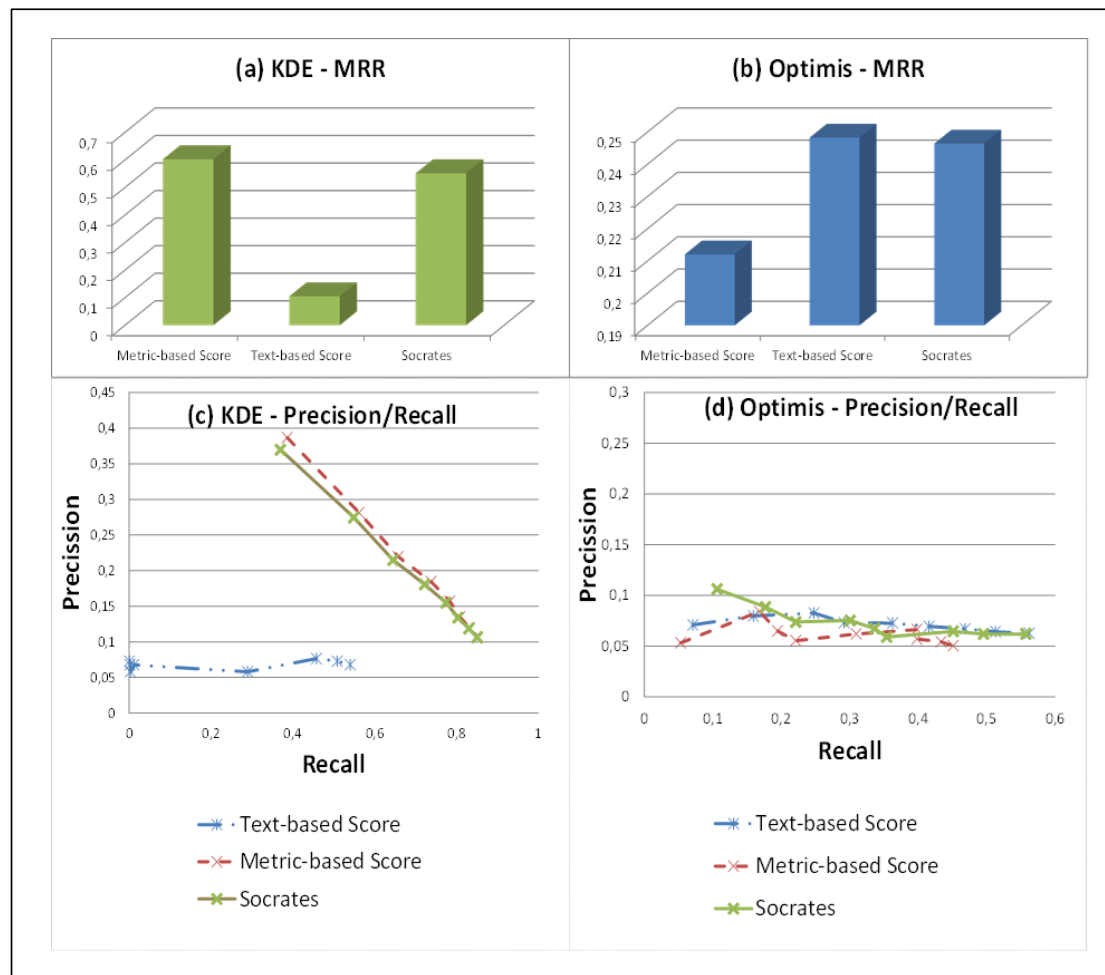 (a) KDE - MRR
0,7
0,6
0,5
0,4
0,3
0,2
0,1
0
Metric-based Score Text-based Score Socrates
(b) Optimis - MRR
0,25
0,24
0,23
0,22
0,21
0,2
0,19
Metric-based Score Text-based Score Socrates
(c) KDE - Precision/Recall
Precission
0,45
0,4
0,35
0,3
0,25
0,2
0,15
0,1
0,05
0
0 0,2 0,4 0,6 0,8 1
Recall
Text-based Score
Metric-based Score
Socrates
(d) Optimis - Precision/Recall
Precission
0,3
0,25
0,2
0,15
0,1
0,05
0
0 0,1 0,2 0,3 0,4 0,5 0,6
Recall
Text-based Score
Metric-based Score
Socrates